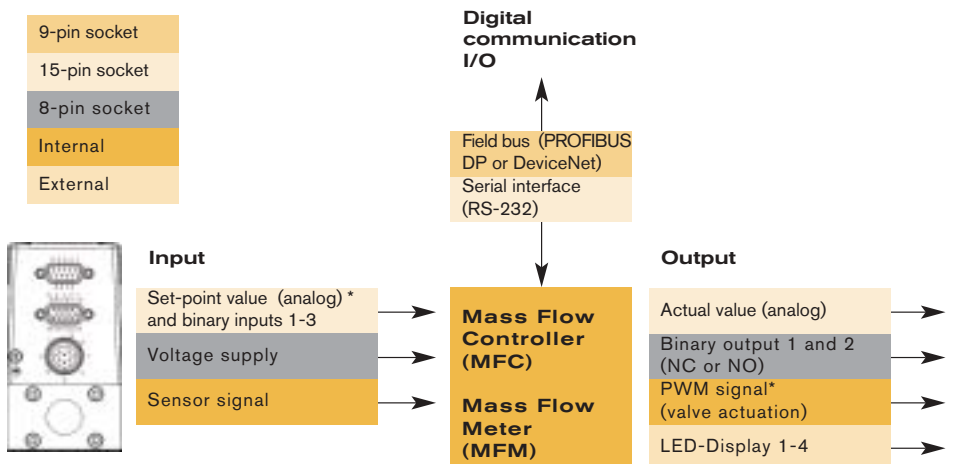 9-pin socket
15-pin socket
8-pin socket
Internal
External
Digital
communication
I/O
Field bus (PROFIBUS
DP or DeviceNet)
Serial interface
(RS-232)
Input
Set-point value (analog) *
and binary inputs 1-3
Voltage supply
Sensor signal
Mass Flow
Controller
(MFC)
Mass Flow
Meter
(MFM)
Output
Actual value (analog)
Binary output 1 and 2
(NC or NO)
PWM signal*
(valve actuation)
LED-Display 1-4